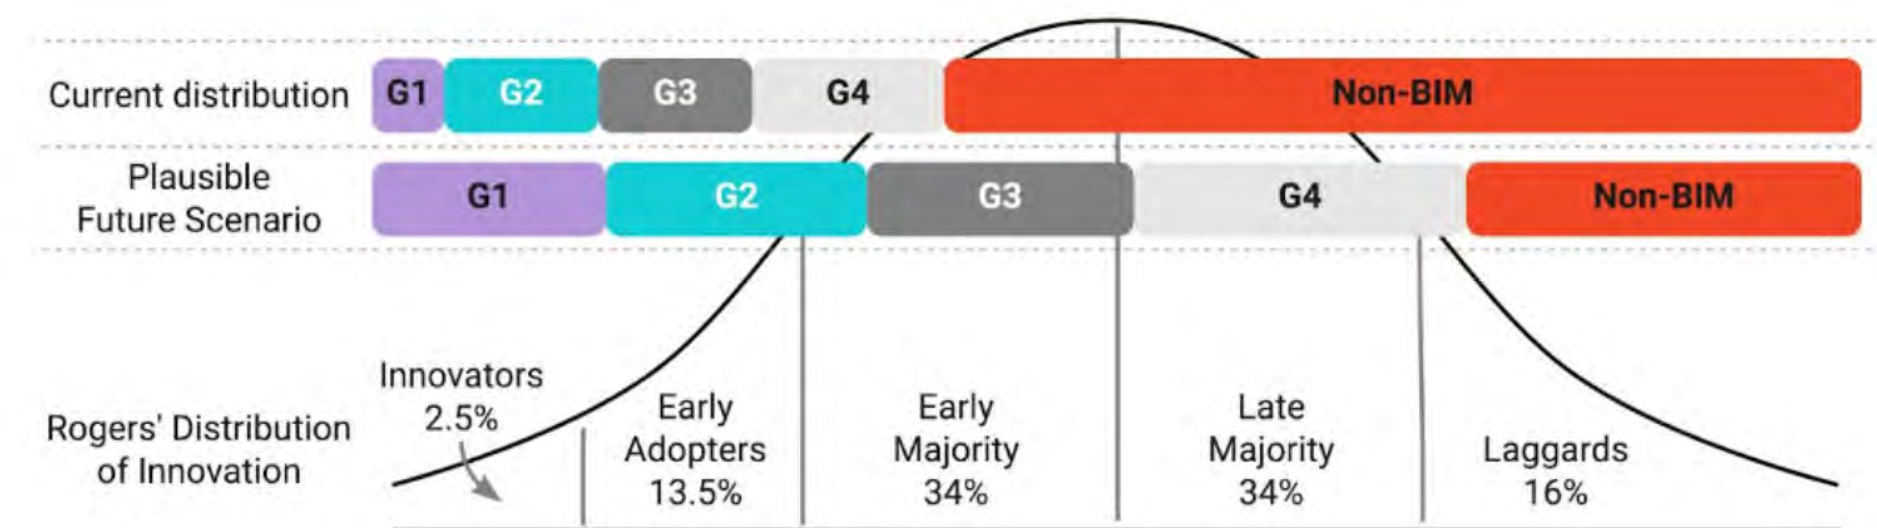 Current distribution
G1
G2
G3
G4
Non-BIM
Plausible
Future Scenario
G1
G2
G3
G4
Non-BIM
Rogers' Distribution
of Innovation
Innovators
2.5%
Early
Adopters
13.5%
Early
Majority
34%
Late
Majority
34%
Laggards
16%